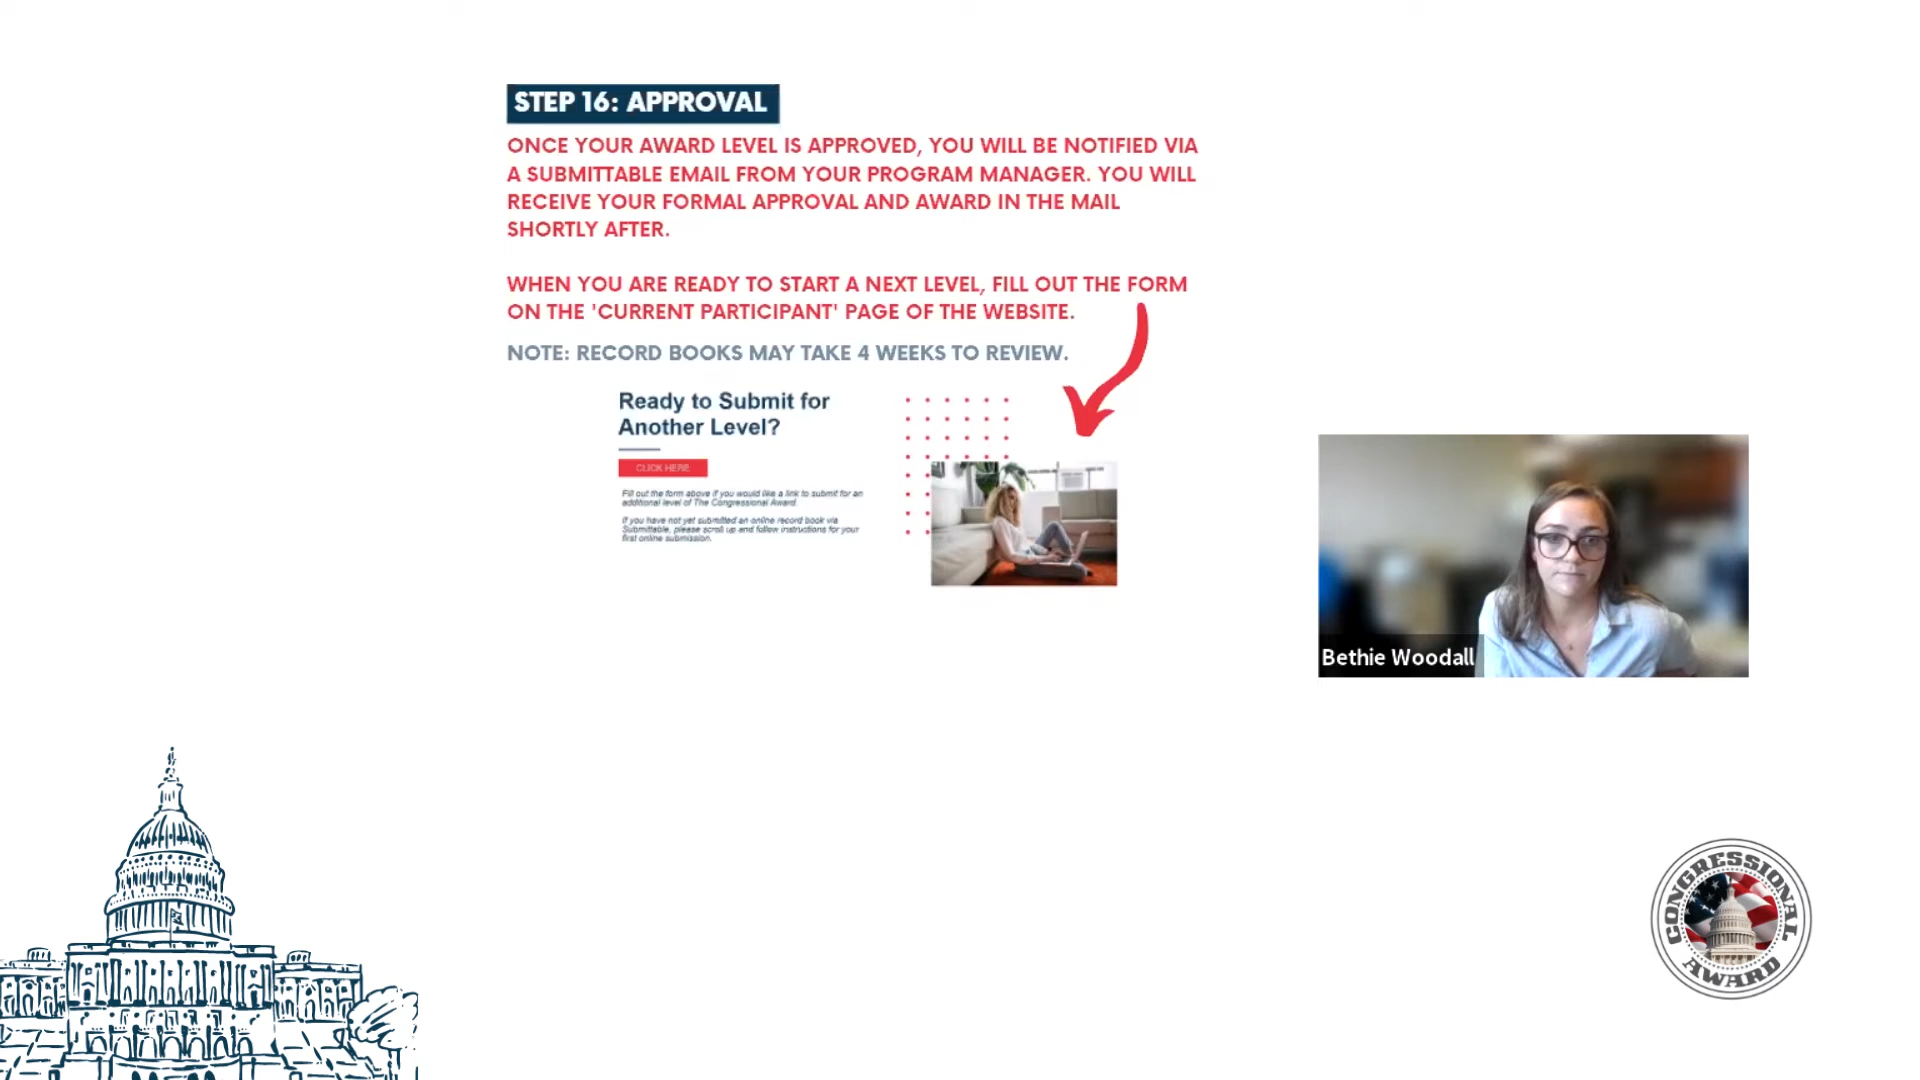 STEP 16: APPROVAL
ONCE YOUR AWARD LEVEL IS APPROVED, YOU WILL BE NOTIFIED VIA
A SUBMITTABLE EMAIL FROM YOUR PROGRAM MANAGER. YOU WILL
RECEIVE YOUR FORMAL APPROVAL AND AWARD IN THE MAIL
SHORTLY AFTER.
WHEN YOU ARE READY TO START A NEXT LEVEL, FILL OUT THE FORM
ON THE 'CURRENT PARTICIPANT' PAGE OF THE WEBSITE.
NOTE: RECORD BOOKS MAY TAKE 4 WEEKS TO REVIEW.
Ready to Submit for
Another Level?
CLICK HERE
Fill out the form above if you would like a link to submit for an
additional level of The Congressional Award.
If you have not yet submitted an online record book via
Submittable, please scroll up and follow instructions for your
first online submission.
Bethie Woodall
CONGRESSIONAL
AWARD